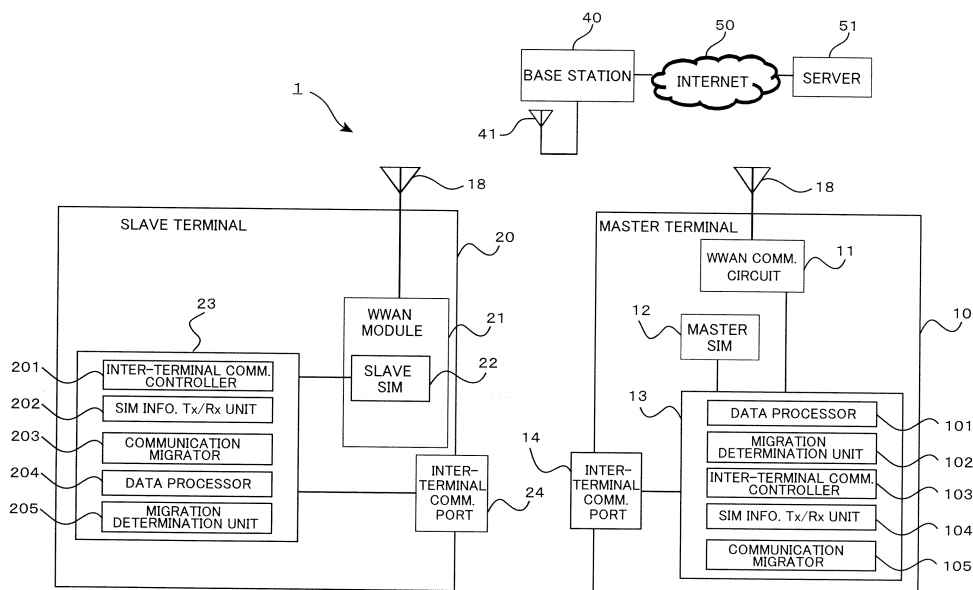 40
50
51
BASE STATION
INTERNET
SERVER
1
41
18
18
SLAVE TERMINAL
20
MASTER TERMINAL
WWAN COMM.
CIRCUIT
11
23
WWAN
MODULE
21
12
MASTER
SIM
10
201
INTER-TERMINAL COMM.
CONTROLLER
SLAVE
SIM
22
202
SIM INFO. Tx/Rx UNIT
203
COMMUNICATION
MIGRATOR
204
DATA PROCESSOR
205
MIGRATION
DETERMINATION UNIT
INTER-
TERMINAL
COMM.
PORT
24
14
INTER-
TERMINAL
COMM.
PORT
13
DATA PROCESSOR
101
MIGRATION
DETERMINATION UNIT
102
INTER-TERMINAL COMM.
CONTROLLER
103
SIM INFO. Tx/Rx UNIT
104
COMMUNICATION
MIGRATOR
105